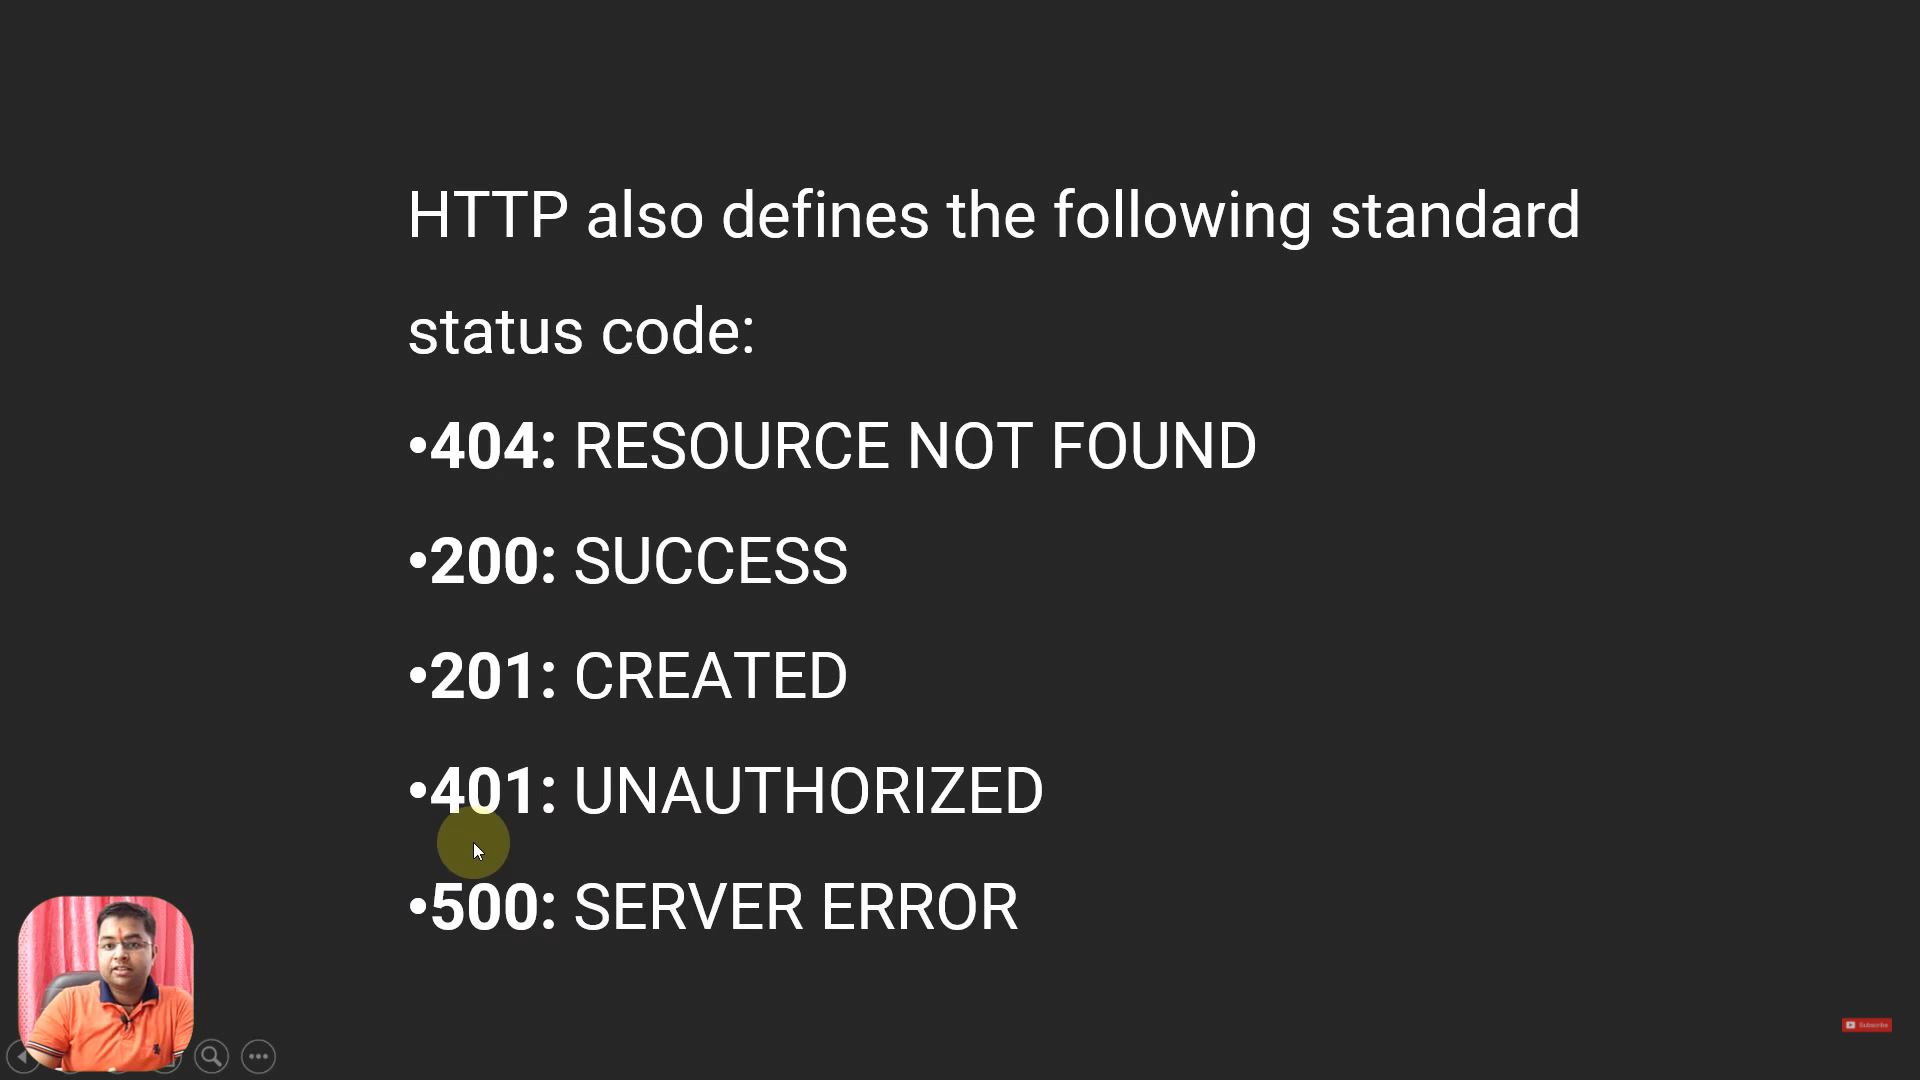 HTTP also defines the following standard
status code:
•404: RESOURCE NOT FOUND
•200: SUCCESS
•201: CREATED
•401: UNAUTHORIZED
•500: SERVER ERROR
Subscribe